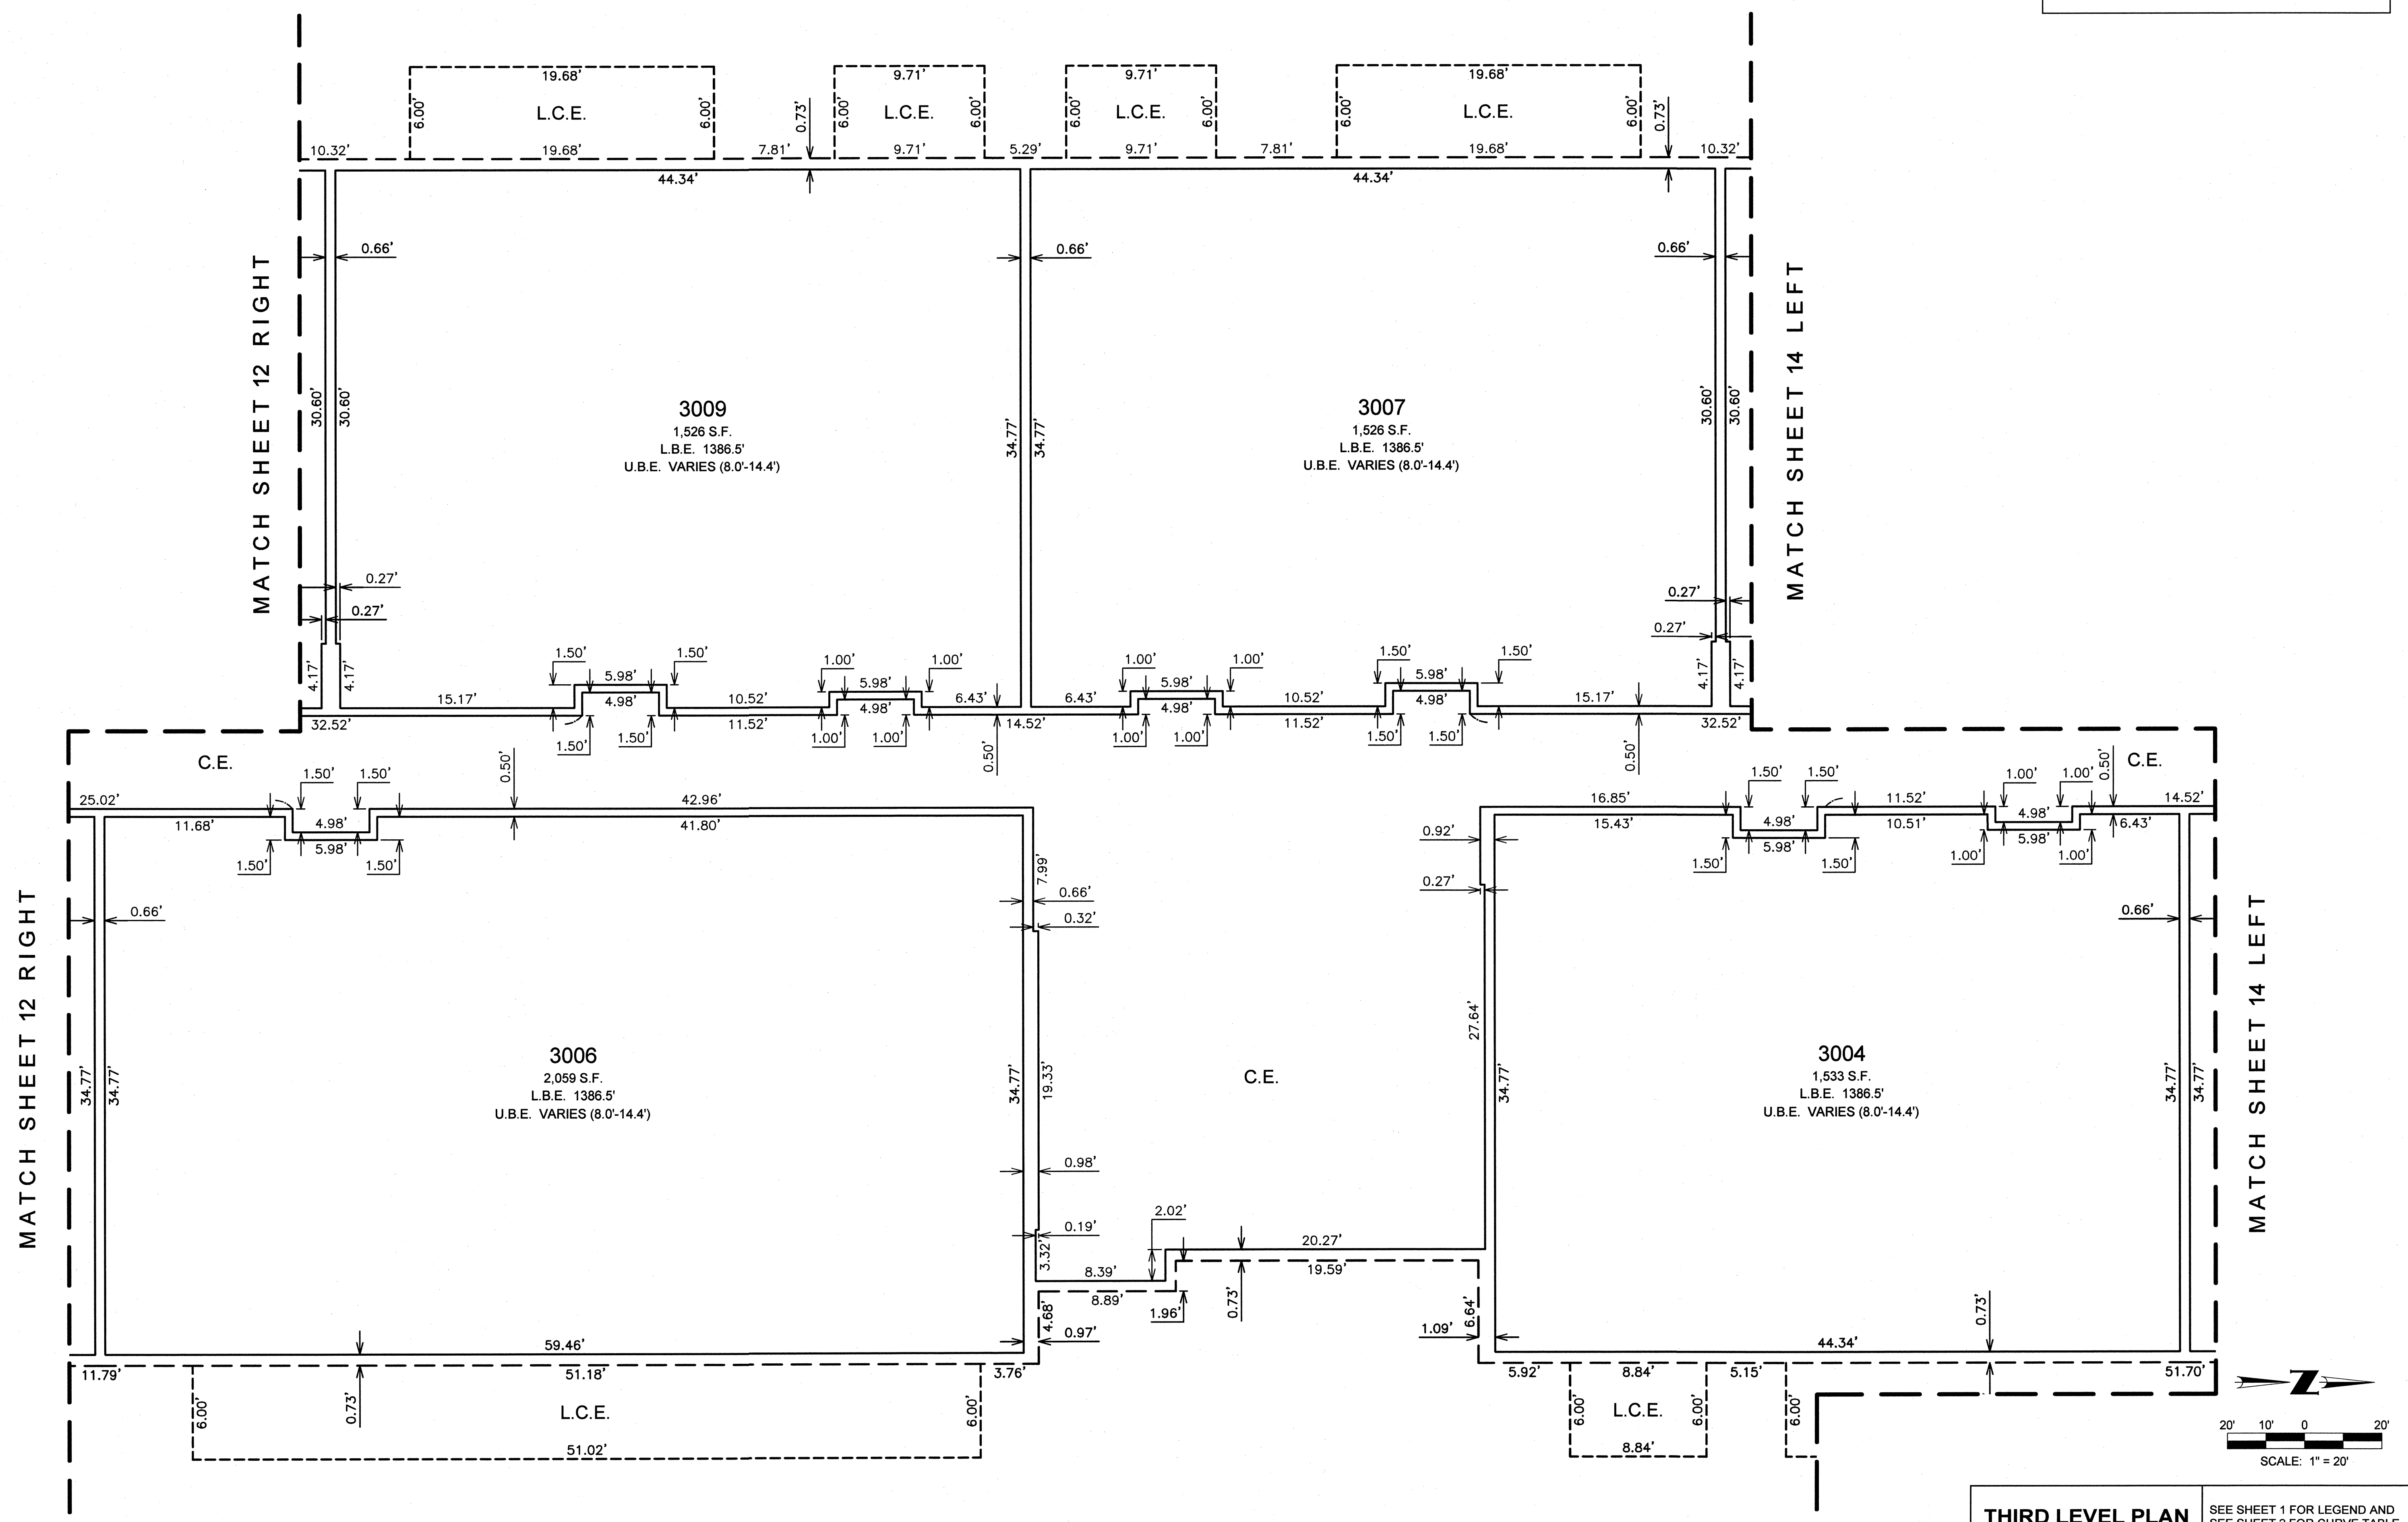 19.68’ 9.71’ 9.71’ 19.68’
6.00’ L.C.E. 6.00’ 0.73’ 6.00’ L.C.E. 6.00’ 6.00’ L.C.E. 6.00’ 6.00’ L.C.E. 6.00’ 0.73’
10.32’ 19.68’ 7.81’ 9.71’ 5.29’ 9.71’ 7.81’ 19.68’ 10.32’
44.34’ 44.34’
0.66’ 0.66’ 0.66’
MATCH SHEET 12 RIGHT
MATCH SHEET 14 LEFT
30.60’ 30.60’
3009
1,526 S.F.
L.B.E. 1386.5'
U.B.E. VARIES (8.0'-14.4')
34.77’ 34.77’
3007
1,526 S.F.
L.B.E. 1386.5'
U.B.E. VARIES (8.0'-14.4')
30.60’ 30.60’
0.27’ 0.27’
0.27’ 0.27’
4.17’ 4.17’ 4.17’ 4.17’
1.50’ 1.50’ 1.00’ 1.00’ 1.00’ 1.00’ 1.50’ 1.50’
5.98’ 5.98’ 5.98’ 5.98’
15.17’ 4.98’ 10.52’ 4.98’ 6.43’ 6.43’ 4.98’ 10.52’ 4.98’ 15.17’
32.52’ 11.52’ 14.52’ 11.52’ 32.52’
1.50’ 1.50’ 1.00’ 1.00’ 0.50’ 1.00’ 1.00’ 1.50’ 1.50’ 0.50’
C.E. 0.50’ C.E.
1.50’ 1.50’ 1.50’ 1.50’ 1.00’ 1.00’ 0.50’
25.02’ 42.96’ 16.85’ 11.52’ 14.52’
11.68’ 4.98’ 41.80’ 15.43’ 4.98’ 10.51’ 4.98’ 6.43’
5.98’ 5.98’ 5.98’
1.50’ 1.50’ 1.50’ 1.50’ 1.00’ 1.00’
0.92’
7.99’
0.27’
0.66’ 0.66’ 0.66’
0.32’
MATCH SHEET 12 RIGHT
MATCH SHEET 14 LEFT
34.77’ 34.77’
3006
2,059 S.F.
L.B.E. 1386.5'
U.B.E. VARIES (8.0'-14.4')
34.77’ 19.33’
C.E.
27.64’ 34.77’
3004
1,533 S.F.
L.B.E. 1386.5'
U.B.E. VARIES (8.0'-14.4')
34.77’ 34.77’
0.98’
0.19’ 2.02’
3.32’ 20.27’
8.39’ 19.59’
8.89’ 1.96’ 0.73’
4.68’ 6.64’ 0.73’
0.97’ 1.09’
59.46’ 44.34’
11.79’ 51.18’ 3.76’ 5.92’ 8.84’ 5.15’ 51.70’
6.00’ 0.73’ L.C.E. 6.00’ 6.00’ L.C.E. 6.00’ 6.00’
51.02’ 8.84’
Z
20' 10' 0 20'
SCALE: 1" = 20'
THIRD LEVEL PLAN
SEE SHEET 1 FOR LEGEND AND
SEE SHEET 2 FOR CURVE TABLE